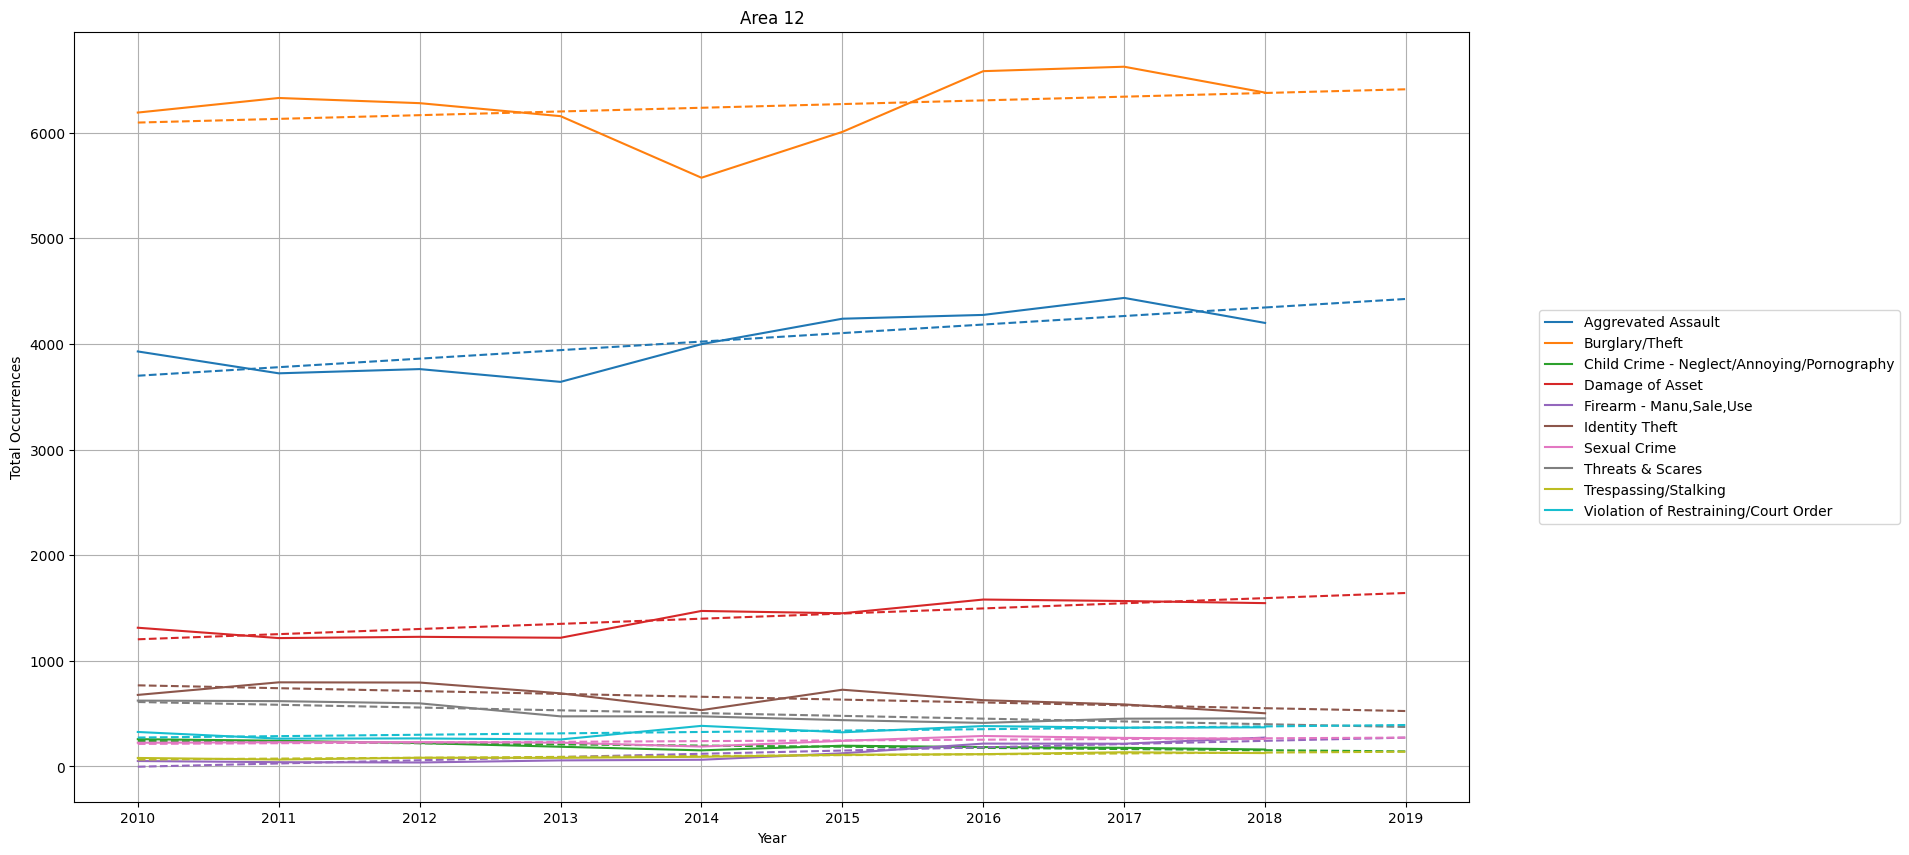 Area 12
6000
5000
4000
3000
2000
1000
0
Total Occurrences
2010 2011 2012 2013 2014 2015 2016 2017 2018 2019
Year
Aggrevated Assault
Burglary/Theft
Child Crime - Neglect/Annoying/Pornography
Damage of Asset
Firearm - Manu,Sale,Use
Identity Theft
Sexual Crime
Threats & Scares
Trespassing/Stalking
Violation of Restraining/Court Order